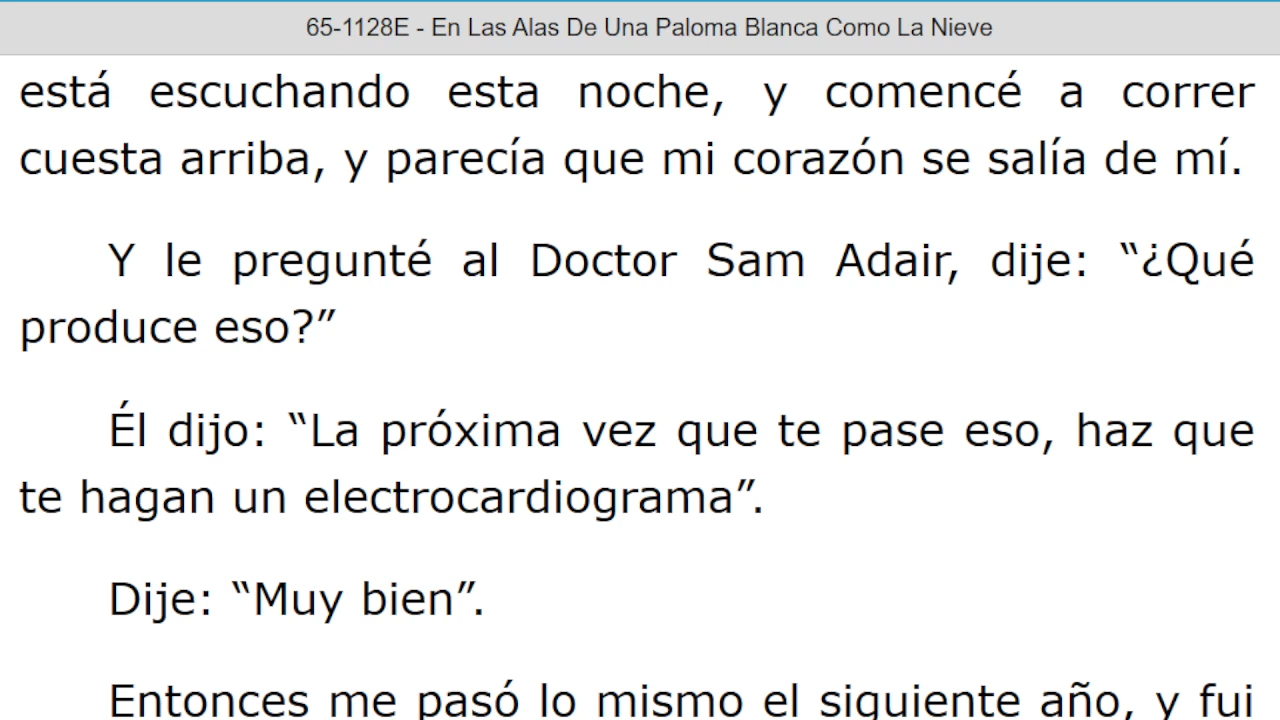 65-1128E - En Las Alas De Una Paloma Blanca Como La Nieve
está escuchando esta noche, y comencé a correr
cuesta arriba, y parecía que mi corazón se salía de mí.
Y le pregunté al Doctor Sam Adair, dije: “¿Qué
produce eso?”
Él dijo: “La próxima vez que te pase eso, haz que
te hagan un electrocardiograma”.
Dije: “Muy bien”.
Entonces me pasó lo mismo el siguiente año, y fui